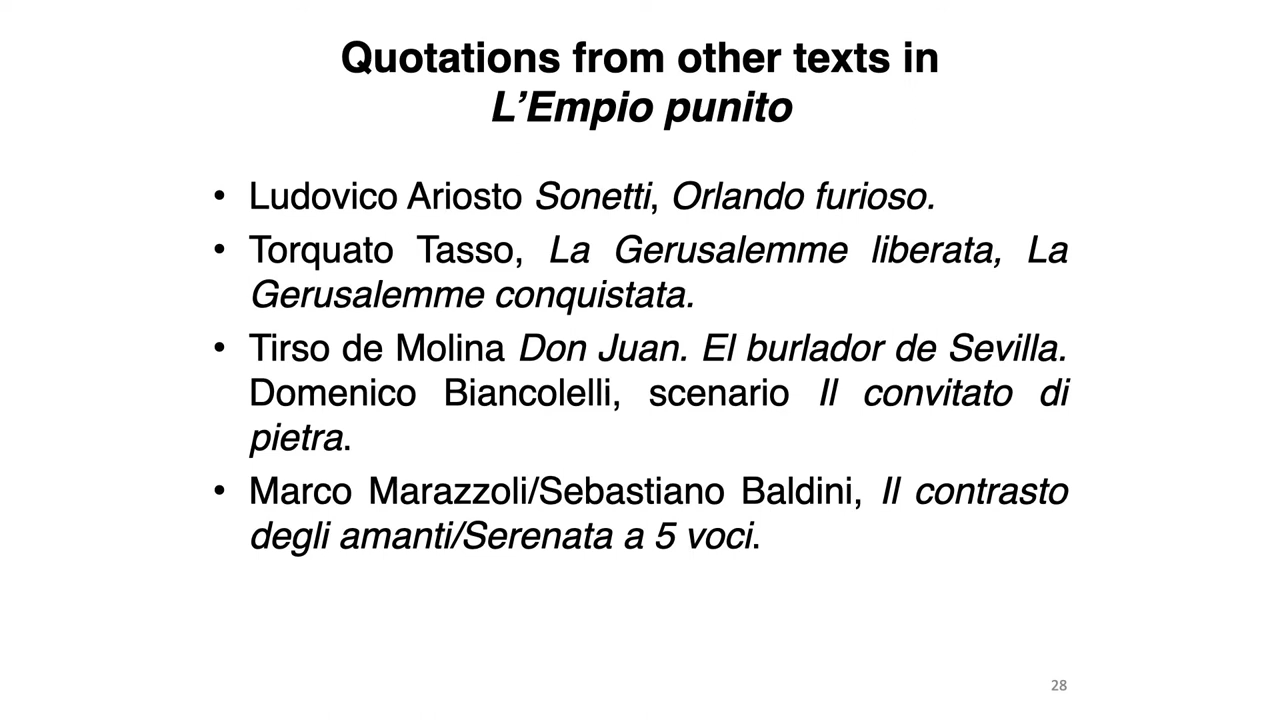 Quotations from other texts in
L’Empio punito
• Ludovico Ariosto Sonetti, Orlando furioso.
• Torquato Tasso, La Gerusalemme liberata, La
Gerusalemme conquistata.
• Tirso de Molina Don Juan. El burlador de Sevilla.
Domenico Biancolelli, scenario Il convitato di
pietra.
• Marco Marazzoli/Sebastiano Baldini, Il contrasto
degli amanti/Serenata a 5 voci.
28